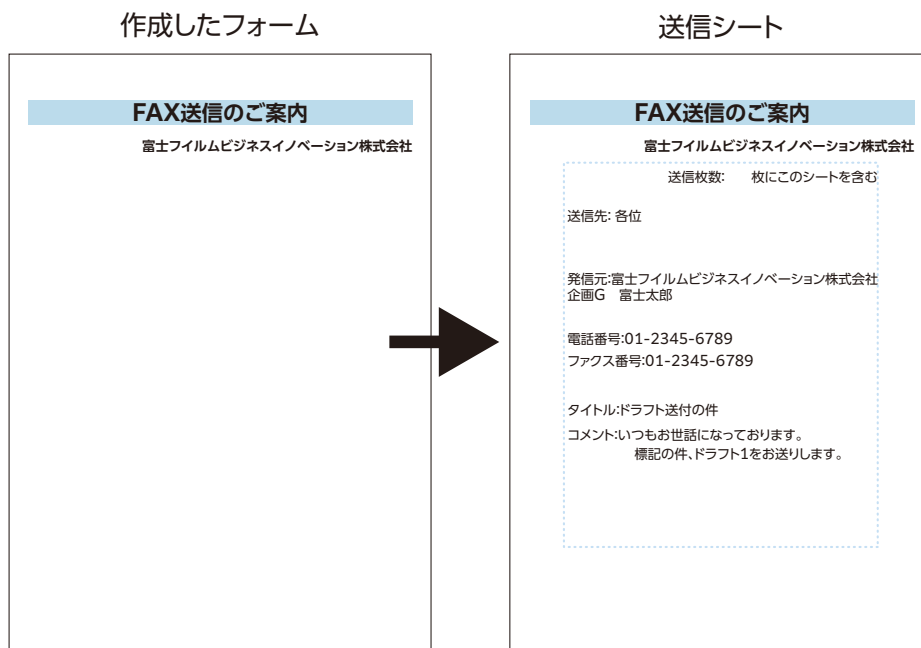 作成したフォーム
FAX送信のご案内
富士フイルムビジネスイノベーション株式会社
送信シート
FAX送信のご案内
富士フイルムビジネスイノベーション株式会社
送信枚数:　　枚にこのシートを含む
送信先: 各位
発信元:富士フイルムビジネスイノベーション株式会社
企画G　富士太郎
電話番号:01-2345-6789
ファクス番号:01-2345-6789
タイトル:ドラフト送付の件
コメント:いつもお世話になっております。
標記の件、ドラフト1をお送りします。